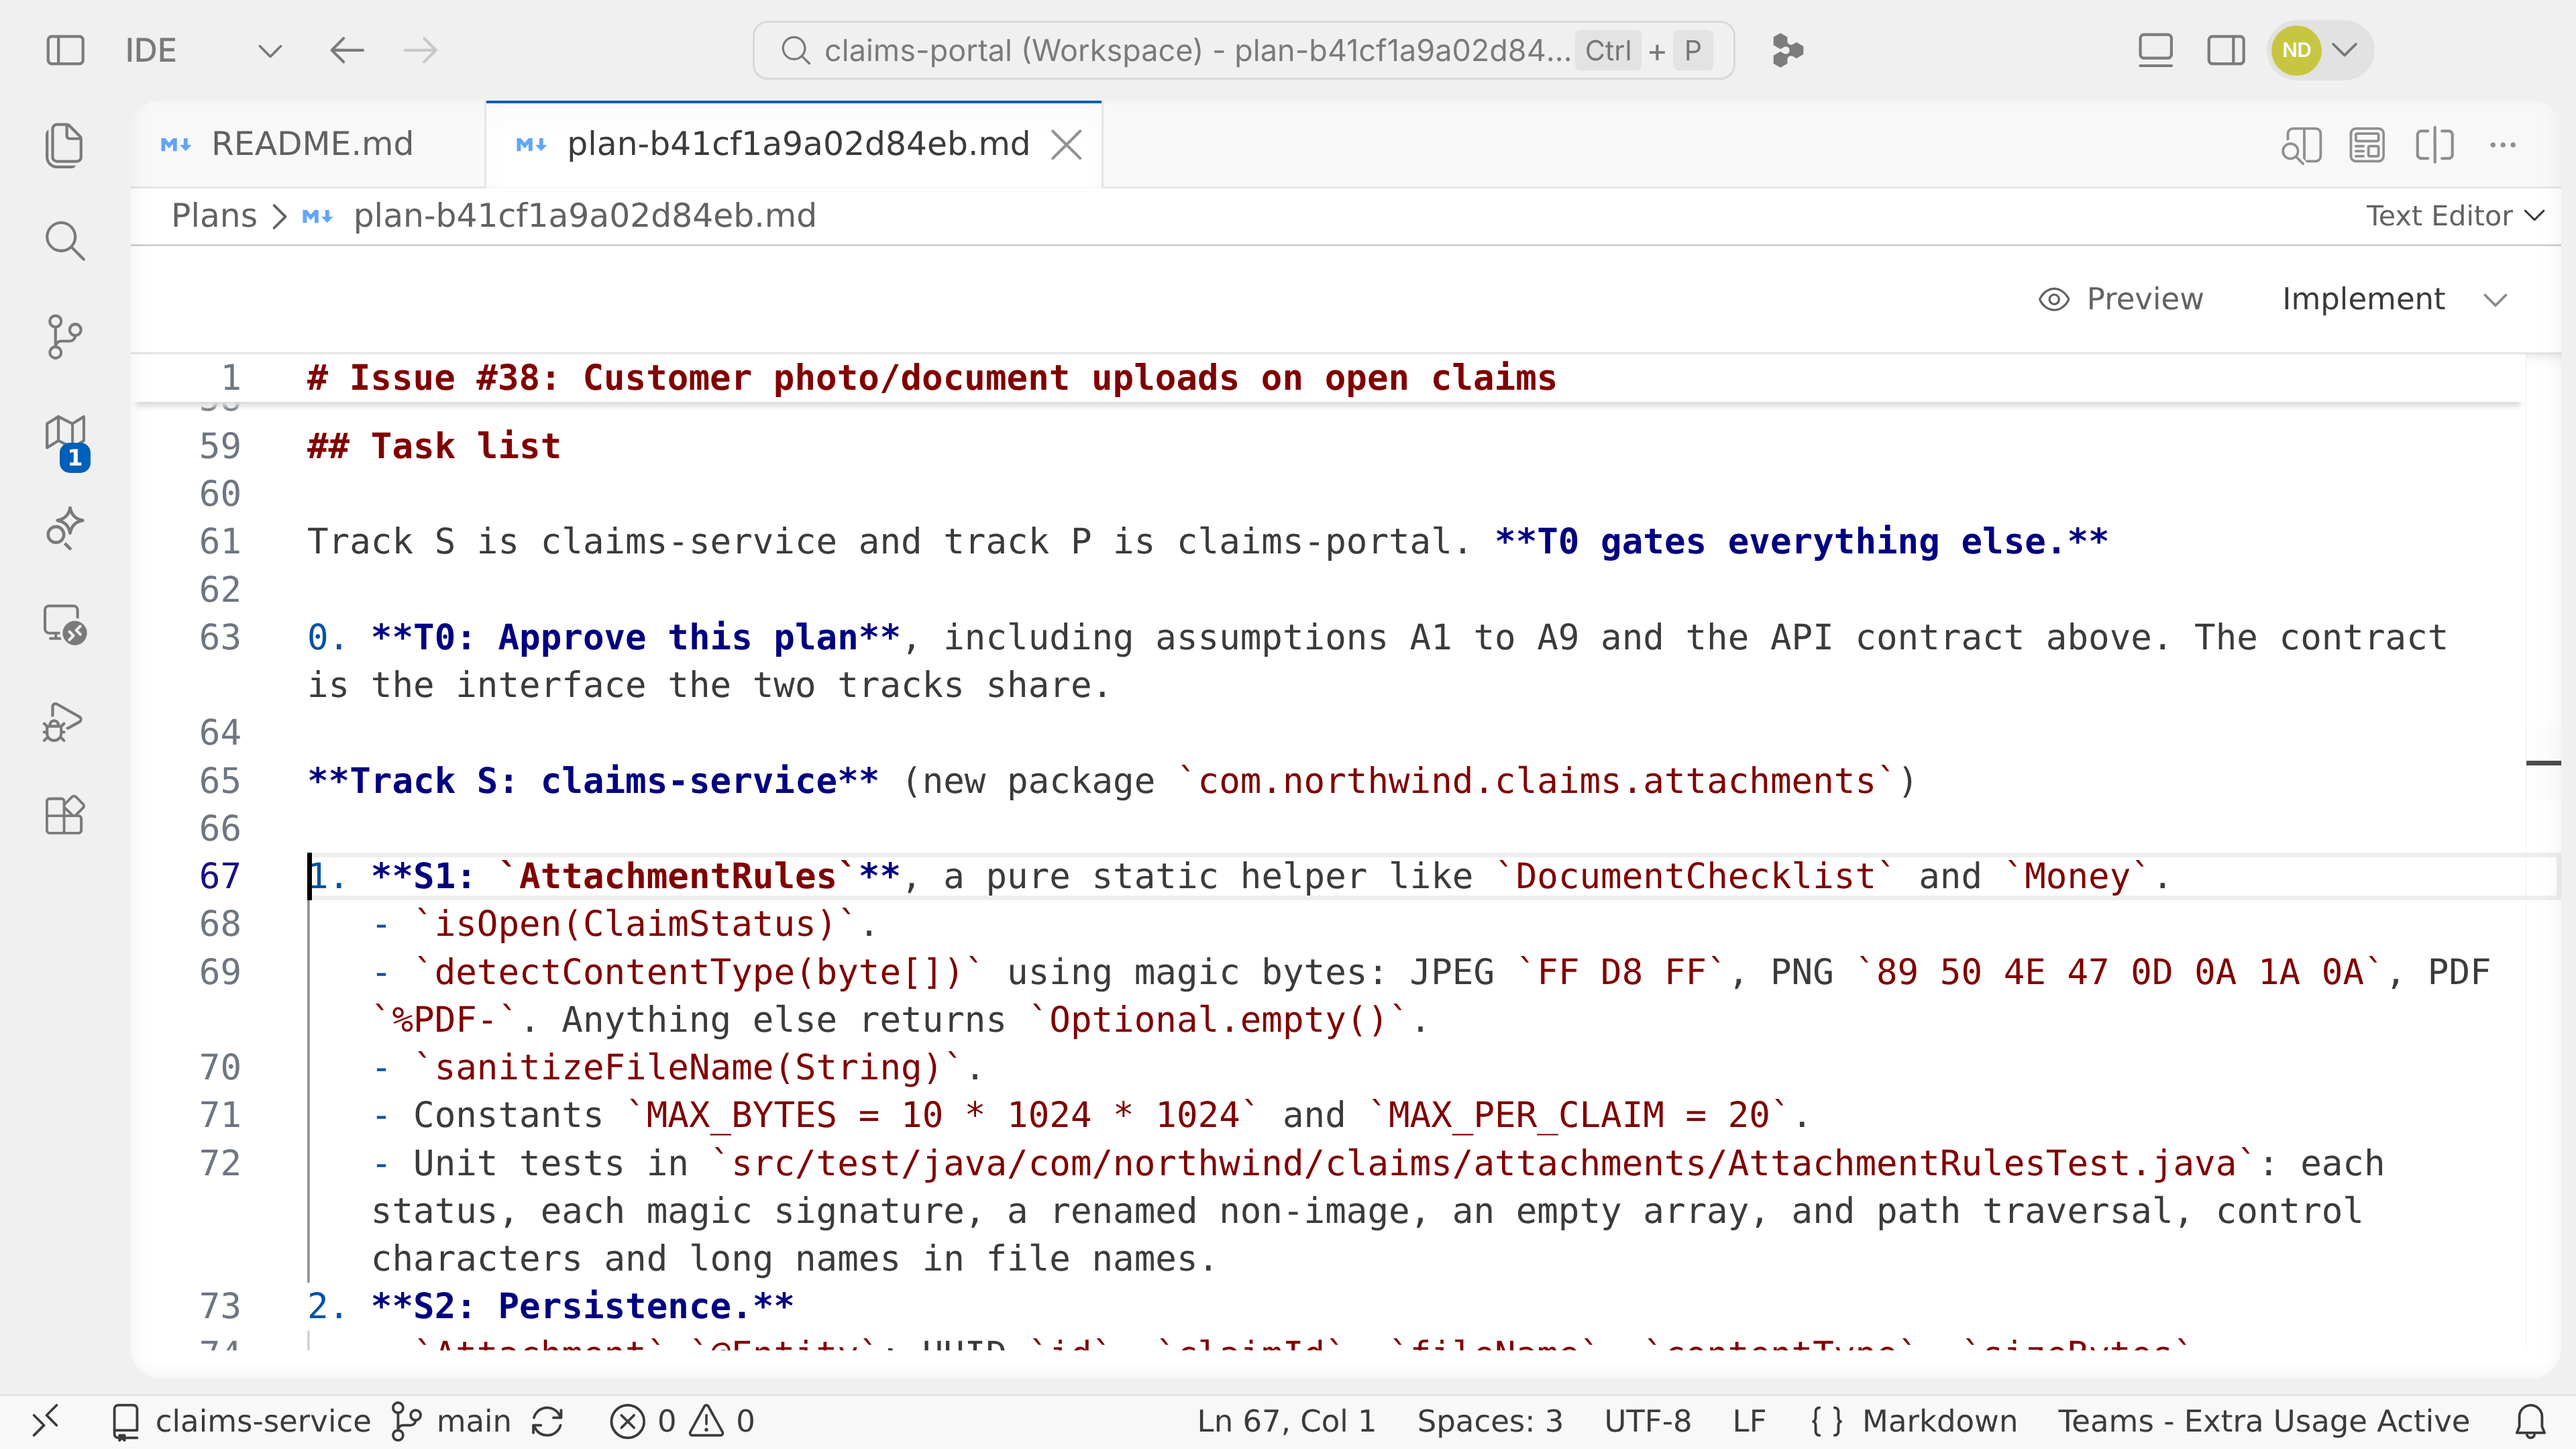 IDE
claims-portal (Workspace) - plan-b41cf1a9a02d84... Ctrl + P
ND
README.md
plan-b41cf1a9a02d84eb.md
Plans > plan-b41cf1a9a02d84eb.md
Text Editor
Preview
Implement
1 # Issue #38: Customer photo/document uploads on open claims
59 ## Task list
60
61 Track S is claims-service and track P is claims-portal. **T0 gates everything else.**
62
63 0. **T0: Approve this plan**, including assumptions A1 to A9 and the API contract above. The contract
is the interface the two tracks share.
64
65 **Track S: claims-service** (new package `com.northwind.claims.attachments`)
66
67 1. **S1: `AttachmentRules`**, a pure static helper like `DocumentChecklist` and `Money`.
68 - `isOpen(ClaimStatus)`.
69 - `detectContentType(byte[])` using magic bytes: JPEG `FF D8 FF`, PNG `89 50 4E 47 0D 0A 1A 0A`, PDF
`%PDF-`. Anything else returns `Optional.empty()`.
70 - `sanitizeFileName(String)`.
71 - Constants `MAX_BYTES = 10 * 1024 * 1024` and `MAX_PER_CLAIM = 20`.
72 - Unit tests in `src/test/java/com/northwind/claims/attachments/AttachmentRulesTest.java`: each
status, each magic signature, a renamed non-image, an empty array, and path traversal, control
characters and long names in file names.
73 2. **S2: Persistence.**
74 `Attachment` `@Entity`: UUID `id`, `claimId`, `fileName`, `contentType`, `sizeBytes`
1
claims-service main 0 0
Ln 67, Col 1 Spaces: 3 UTF-8 LF { } Markdown Teams - Extra Usage Active